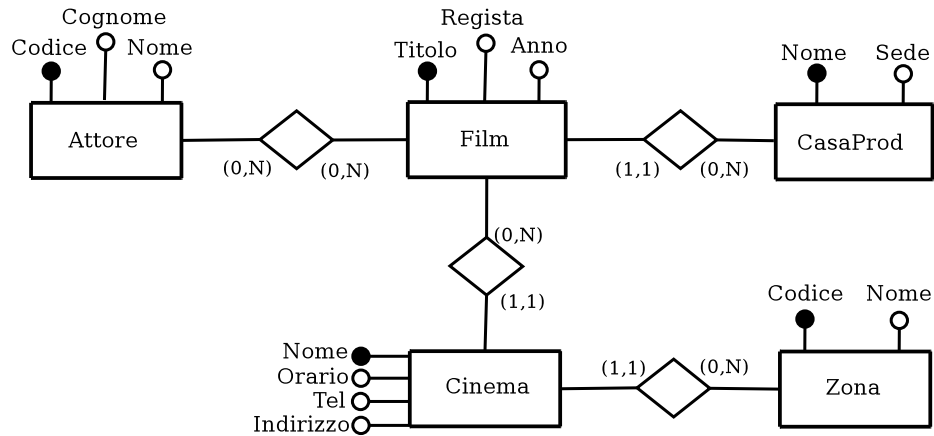 Cognome
Codice
Nome
Attore
(0,N)
(0,N)
Regista
Titolo
Anno
Film
(1,1)
(0,N)
Nome
Sede
CasaProd
(0,N)
(1,1)
Nome
Orario
Tel
Indirizzo
Cinema
(1,1)
(0,N)
Codice
Nome
Zona